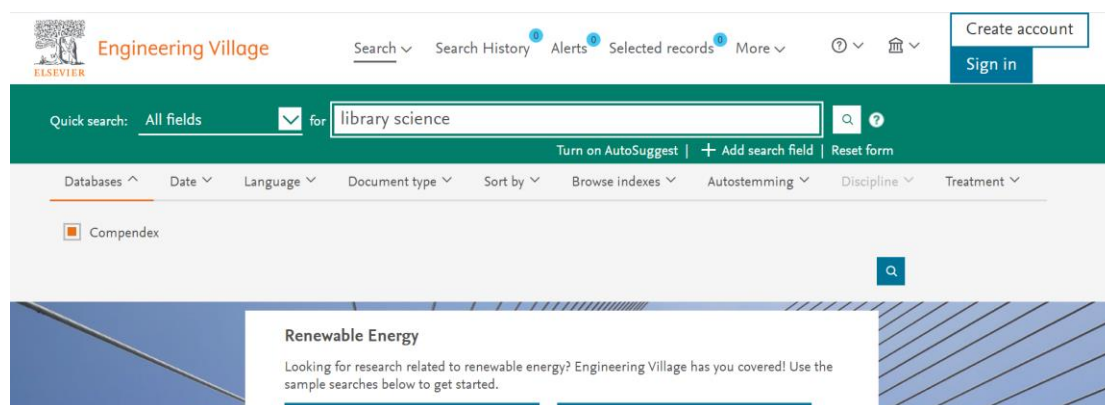 ELSEVIER
Engineering Village
Search
Search History 0
Alerts 0
Selected records 0
More
Create account
Sign in
Quick search: All fields for library science
Turn on AutoSuggest | + Add search field | Reset form
Databases Date Language Document type Sort by Browse indexes Autostemming Discipline Treatment
Compendex
Renewable Energy
Looking for research related to renewable energy? Engineering Village has you covered! Use the
sample searches below to get started.